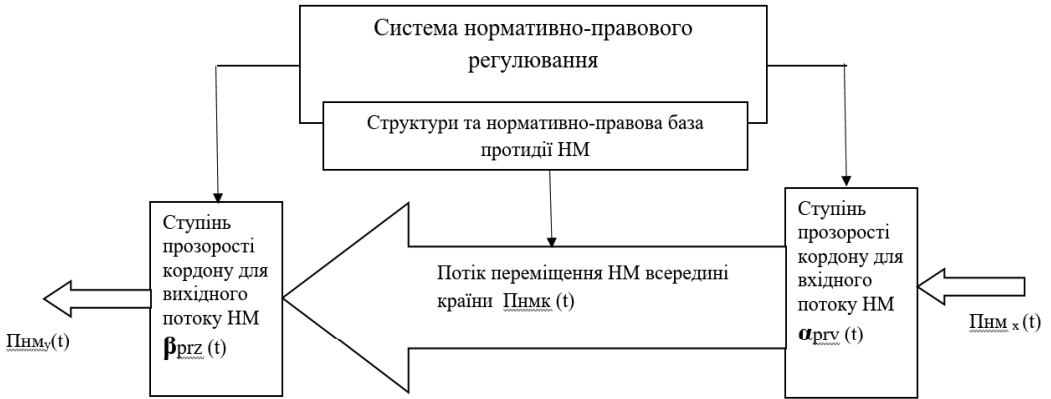 Система нормативно-правового
регулювання
Структури та нормативно-правова база
протидії НМ
Ступінь
прозорості
кордону для
вихідного
потоку НМ
βprz (t)
Потік переміщення НМ всередині
країни Пнмк (t)
Ступінь
прозорості
кордону для
вхідного
потоку НМ
αprv (t)
Пнмy(t)
Пнм x (t)